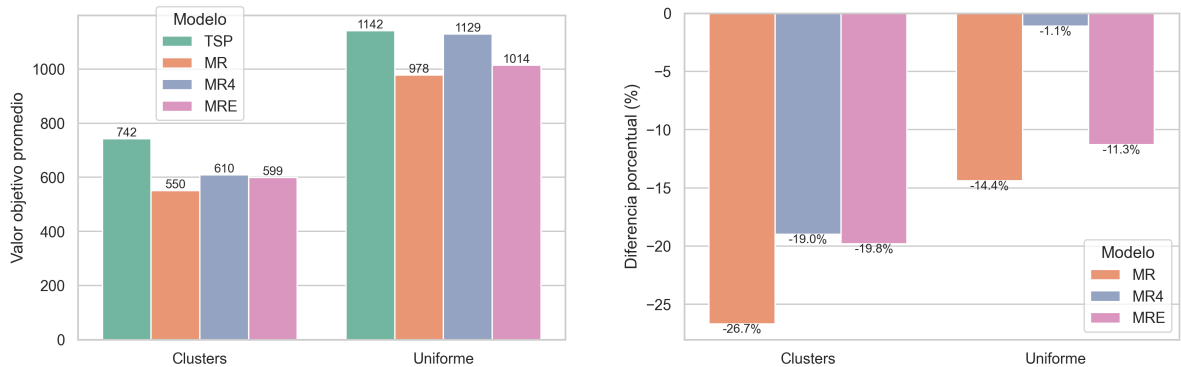 Valor objetivo promedio
1000
800
600
400
200
0
Modelo
TSP
MR
MR4
MRE
742
550
610
599
1142
978
1129
1014
Clusters
Uniforme
Diferencia porcentual (%)
0
−5
−10
−15
−20
−25
-26.7%
-19.0%
-19.8%
-14.4%
-1.1%
-11.3%
Modelo
MR
MR4
MRE
Clusters
Uniforme